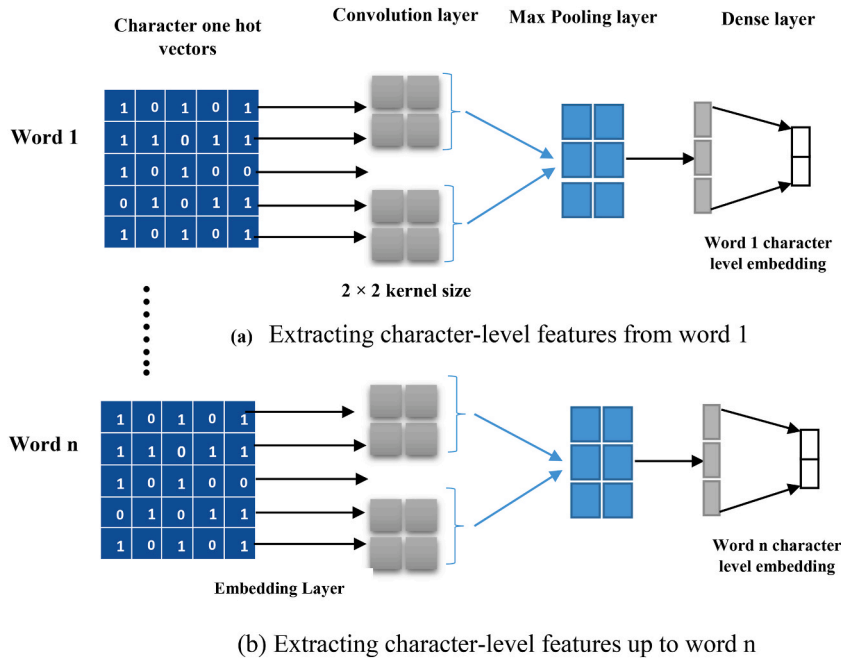 Character one hot
vectors
Convolution layer
Max Pooling layer
Dense layer
Word 1
1 0 1 0 1
1 1 0 1 1
1 0 1 0 0
0 1 0 1 1
1 0 1 0 1
2 × 2 kernel size
Word 1 character
level embedding
(a) Extracting character-level features from word 1
Word n
1 0 1 0 1
1 1 0 1 1
1 0 1 0 0
0 1 0 1 1
1 0 1 0 1
Embedding Layer
Word n character
level embedding
(b) Extracting character-level features up to word n